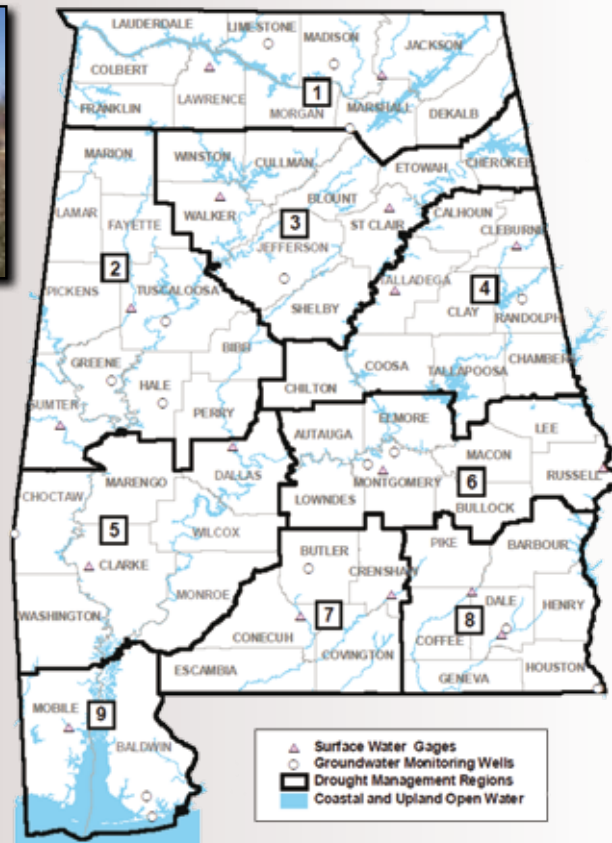 LAUDERDALE
LIMESTONE
MADISON
JACKSON
COLBERT
LAWRENCE
FRANKLIN
1
MORGAN
MARSHALL
DEKALB
MARION
WINSTON
CULLMAN
ETOWAH
CHEROKEE
LAMAR
FAYETTE
WALKER
BLOUNT
3
ST CLAIR
CALHOUN
CLEBURNE
2
JEFFERSON
PICKENS
TUSCALOOSA
TALLADEGA
4
SHELBY
CLAY
RANDOLPH
GREENE
BIBB
HALE
COOSA
TALLAPOOSA
CHAMBERS
SUMTER
PERRY
CHILTON
AUTAUGA
ELMORE
LEE
CHOCTAW
MARENGO
DALLAS
MACON
MONTGOMERY
6
RUSSELL
5
LOWNDES
BULLOCK
WILCOX
CLARKE
BUTLER
PIKE
BARBOUR
CRENSHAW
WASHINGTON
MONROE
7
8
DALE
HENRY
CONECUH
COFFEE
COVINGTON
ESCAMBIA
GENEVA
HOUSTON
MOBILE
9
BALDWIN
Surface Water Gages
Groundwater Monitoring Wells
Drought Management Regions
Coastal and Upland Open Water